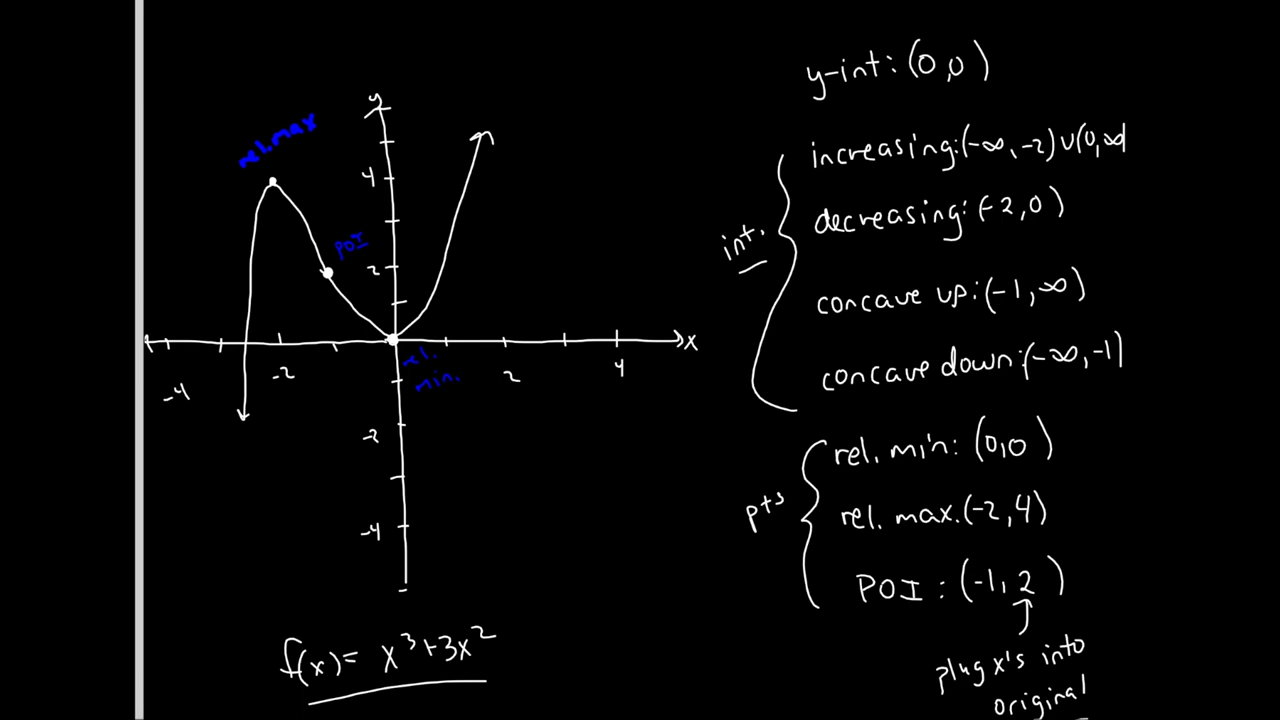 y
rel.max
4
POI
2
x
-4
-2
2
4
rel.
min.
-2
-4
f(x)= x³+3x²
y-int: (0,0)
int.
increasing:(-∞,-2)∪(0,∞
decreasing: (-2,0)
concave up: (-1,∞)
concave down:(-∞,-1)
pts
rel. min: (0,0)
rel. max.(-2,4)
POI: (-1,2)
plug x's into
original